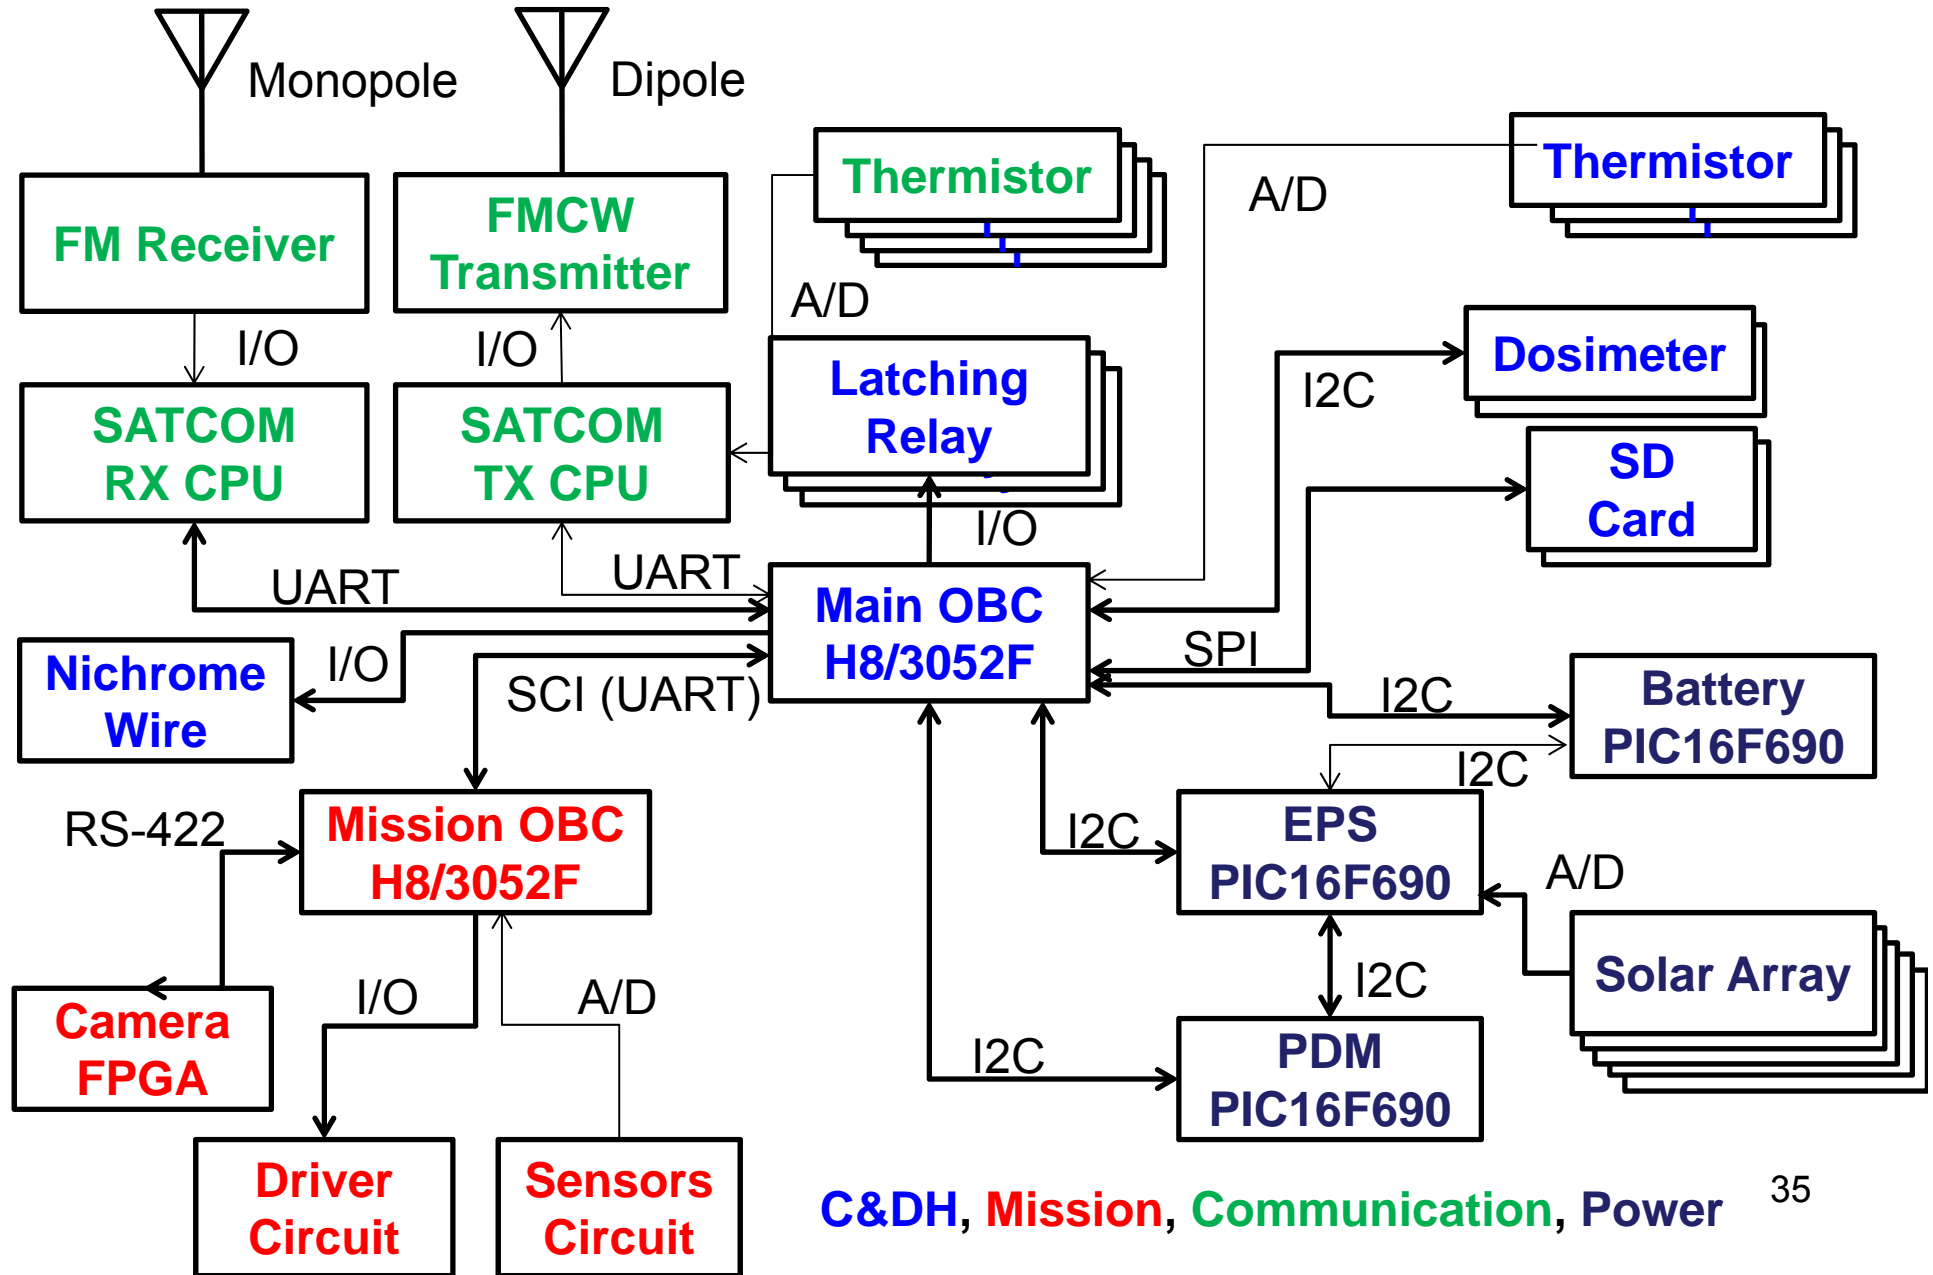 Monopole
Dipole
FM Receiver
FMCW
Transmitter
Thermistor
A/D
Thermistor
A/D
I/O
I/O
SATCOM
RX CPU
SATCOM
TX CPU
Latching
Relay
I/O
Dosimeter
I2C
SD
Card
UART
UART
Main OBC
H8/3052F
SPI
Nichrome
Wire
I/O
SCI (UART)
I2C
Battery
PIC16F690
I2C
RS-422
Mission OBC
H8/3052F
I2C
EPS
PIC16F690
A/D
Solar Array
Camera
FPGA
I/O
A/D
I2C
I2C
PDM
PIC16F690
Driver
Circuit
Sensors
Circuit
C&DH, Mission, Communication, Power
35